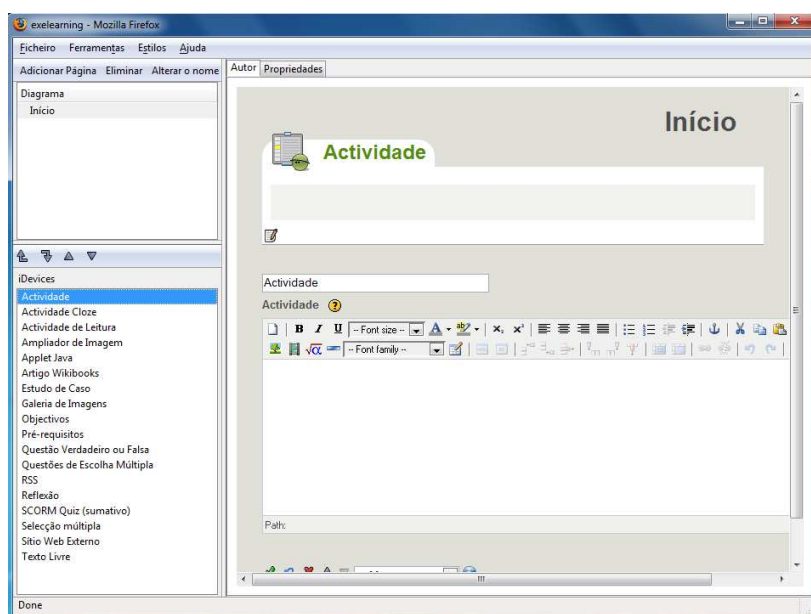 exelearning - Mozilla Firefox
Ficheiro Ferramentas Estilos Ajuda
Adicionar Página Eliminar Alterar o nome
Autor Propriedades
Diagrama
Início
Início
Actividade
iDevices
Actividade
Actividade Cloze
Actividade de Leitura
Ampliador de Imagem
Applet Java
Artigo Wikibooks
Estudo de Caso
Galeria de Imagens
Objectivos
Pré-requisitos
Questão Verdadeiro ou Falsa
Questões de Escolha Múltipla
RSS
Reflexão
SCORM Quiz (sumativo)
Selecção múltipla
Sítio Web Externo
Texto Livre
Actividade
Actividade
B I U -- Font size --
-- Font family --
Path:
Done